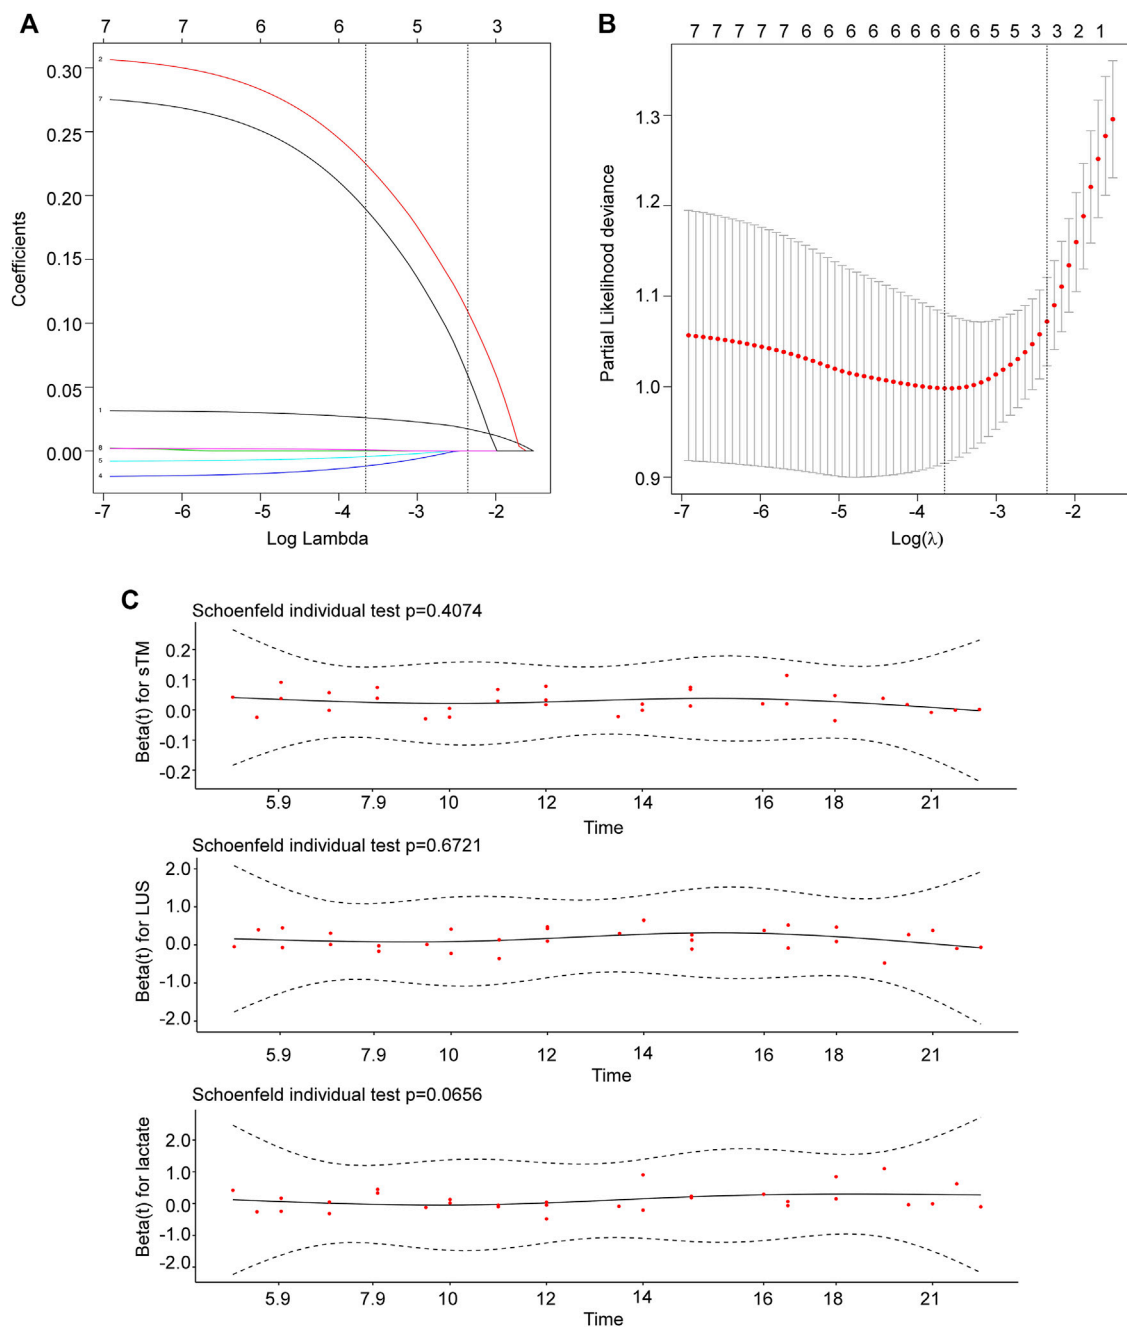 A
7 7 6 6 5 3
0.30
0.25
0.20
0.15
0.10
0.05
0.00
Coefficients
2
7
1
8
5
4
-7 -6 -5 -4 -3 -2
Log Lambda
B
7 7 7 7 7 6 6 6 6 6 6 6 6 5 5 3 3 2 1
1.3
1.2
1.1
1.0
0.9
Partial Likelihood deviance
-7 -6 -5 -4 -3 -2
Log(λ)
C
Schoenfeld individual test p=0.4074
0.2
0.1
0.0
-0.1
-0.2
Beta(t) for sTM
5.9 7.9 10 12 14 16 18 21
Time
Schoenfeld individual test p=0.6721
2.0
1.0
0.0
-1.0
-2.0
Beta(t) for LUS
5.9 7.9 10 12 14 16 18 21
Time
Schoenfeld individual test p=0.0656
2.0
1.0
0.0
-1.0
-2.0
Beta(t) for lactate
5.9 7.9 10 12 14 16 18 21
Time